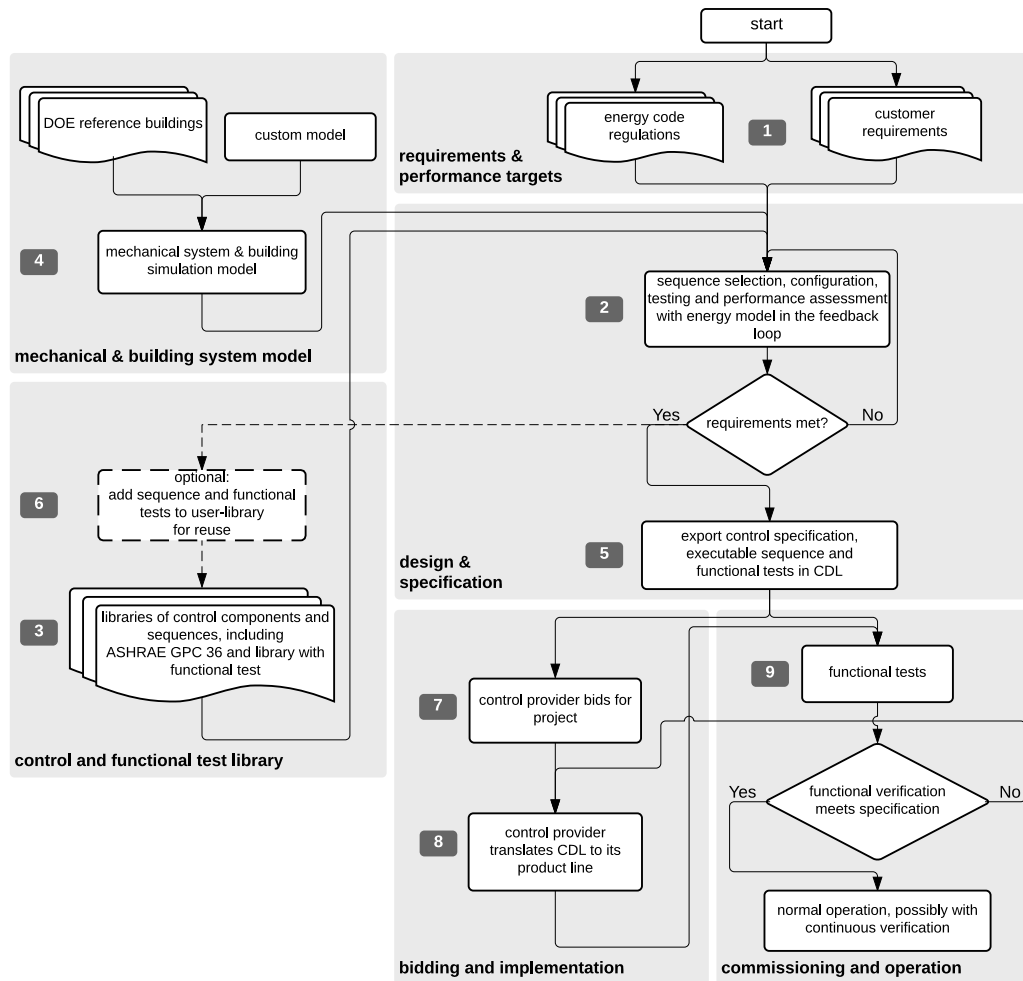 start
DOE reference buildings
custom model
4
mechanical system & building
simulation model
mechanical & building system model
energy code
regulations
1
customer
requirements
requirements &
performance targets
2
sequence selection, configuration,
testing and performance assessment
with energy model in the feedback
loop
Yes
requirements met?
No
5
export control specification,
executable sequence and
functional tests in CDL
design &
specification
6
optional:
add sequence and functional
tests to user-library
for reuse
3
libraries of control components and
sequences, including
ASHRAE GPC 36 and library with
functional test
control and functional test library
7
control provider bids for
project
8
control provider
translates CDL to its
product line
bidding and implementation
9
functional tests
Yes
functional verification
meets specification
No
normal operation, possibly with
continuous verification
commissioning and operation